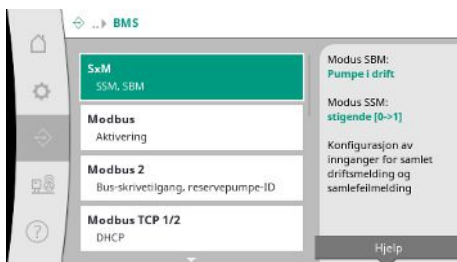 ..▸ BMS
SxM
SSM, SBM
Modbus
Aktivering
Modbus 2
Bus-skrivetilgang, reservepumpe-ID
Modbus TCP 1/2
DHCP
Modus SBM:
Pumpe i drift
Modus SSM:
stigende [0->1]
Konfigurasjon av
innganger for samlet
driftsmelding og
samlefeilmelding
Hjelp